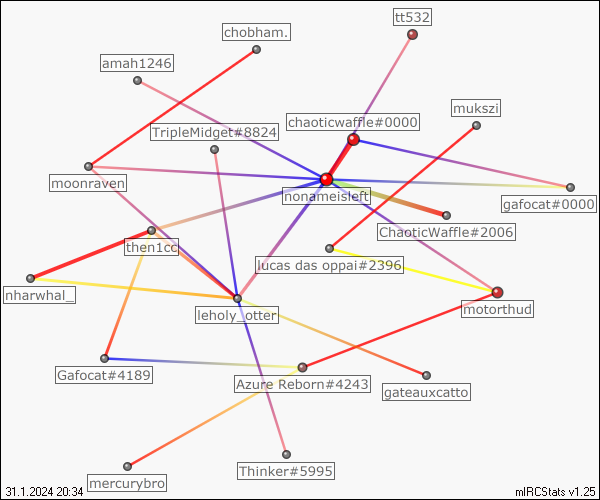 tt532
chobham.
amah1246
mukszi
chaoticwaffle#0000
TripleMidget#8824
moonraven
nonameisleft
gafocat#0000
ChaoticWaffle#2006
then1cc
lucas das oppai#2396
nharwhal_
motorthud
leholy_otter
Gafocat#4189
Azure Reborn#4243
gateauxcatto
Thinker#5995
mercurybro
31.1.2024 20:34
mIRCStats v1.25